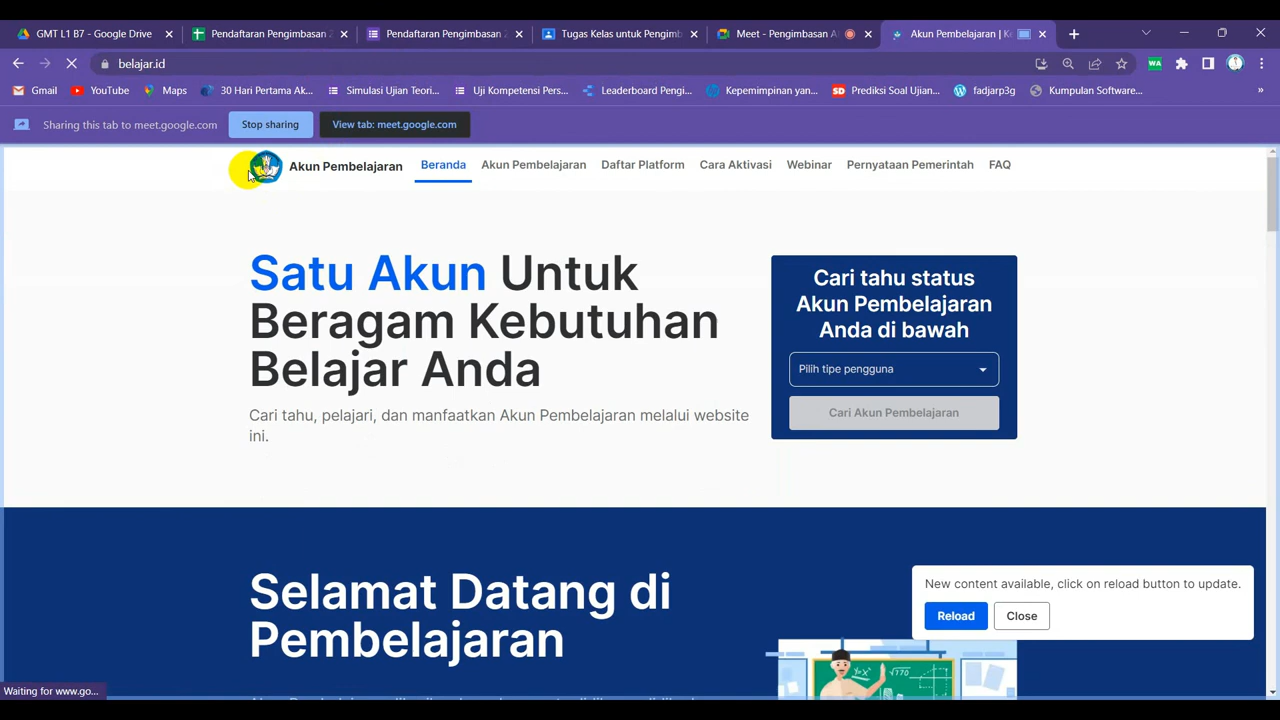 GMT L1 B7 - Google Drive
Pendaftaran Pengimbasan 2
Pendaftaran Pengimbasan 2
Tugas Kelas untuk Pengimb
Meet - Pengimbasan A
Akun Pembelajaran | K
belajar.id
WA
Gmail
YouTube
Maps
30 Hari Pertama Ak...
Simulasi Ujian Teori...
Uji Kompetensi Pers...
Leaderboard Pengi...
Kepemimpinan yan...
SD
Prediksi Soal Ujian...
fadjarp3g
Kumpulan Software...
»
Sharing this tab to meet.google.com
Stop sharing
View tab: meet.google.com
Akun Pembelajaran
Beranda
Akun Pembelajaran
Daftar Platform
Cara Aktivasi
Webinar
Pernyataan Pemerintah
FAQ
Satu Akun Untuk
Beragam Kebutuhan
Belajar Anda
Cari tahu, pelajari, dan manfaatkan Akun Pembelajaran melalui website
ini.
Cari tahu status
Akun Pembelajaran
Anda di bawah
Pilih tipe pengguna
Cari Akun Pembelajaran
Selamat Datang di
Pembelajaran
New content available, click on reload button to update.
Reload
Close
Waiting for www.go...